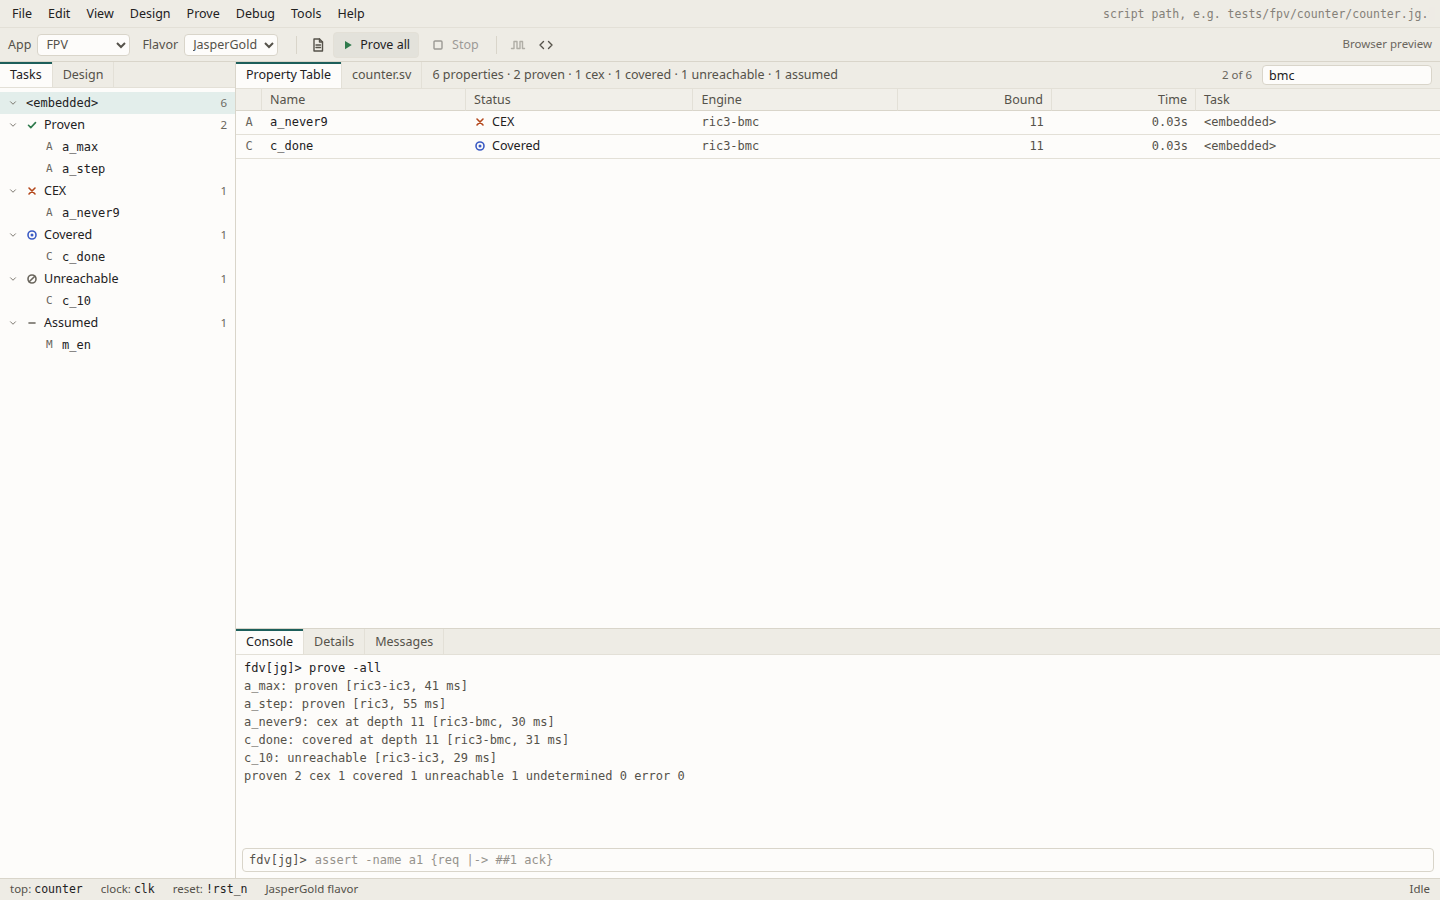 File Edit View Design Prove Debug Tools Help script path, e.g. tests/fpv/counter/counter.jg.
App FPV Flavor JasperGold Prove all Stop Browser preview
Tasks Design Property Table counter.sv 6 properties · 2 proven · 1 cex · 1 covered · 1 unreachable · 1 assumed 2 of 6 bmc
Name Status Engine Bound Time Task
A a_never9 CEX ric3-bmc 11 0.03s <embedded>
C c_done Covered ric3-bmc 11 0.03s <embedded>
<embedded> 6
Proven 2
A a_max
A a_step
CEX 1
A a_never9
Covered 1
C c_done
Unreachable 1
C c_10
Assumed 1
M m_en
Console Details Messages
fdv[jg]> prove -all
a_max: proven [ric3-ic3, 41 ms]
a_step: proven [ric3, 55 ms]
a_never9: cex at depth 11 [ric3-bmc, 30 ms]
c_done: covered at depth 11 [ric3-bmc, 31 ms]
c_10: unreachable [ric3-ic3, 29 ms]
proven 2 cex 1 covered 1 unreachable 1 undetermined 0 error 0
fdv[jg]> assert -name a1 {req |-> ##1 ack}
top: counter clock: clk reset: !rst_n JasperGold flavor Idle